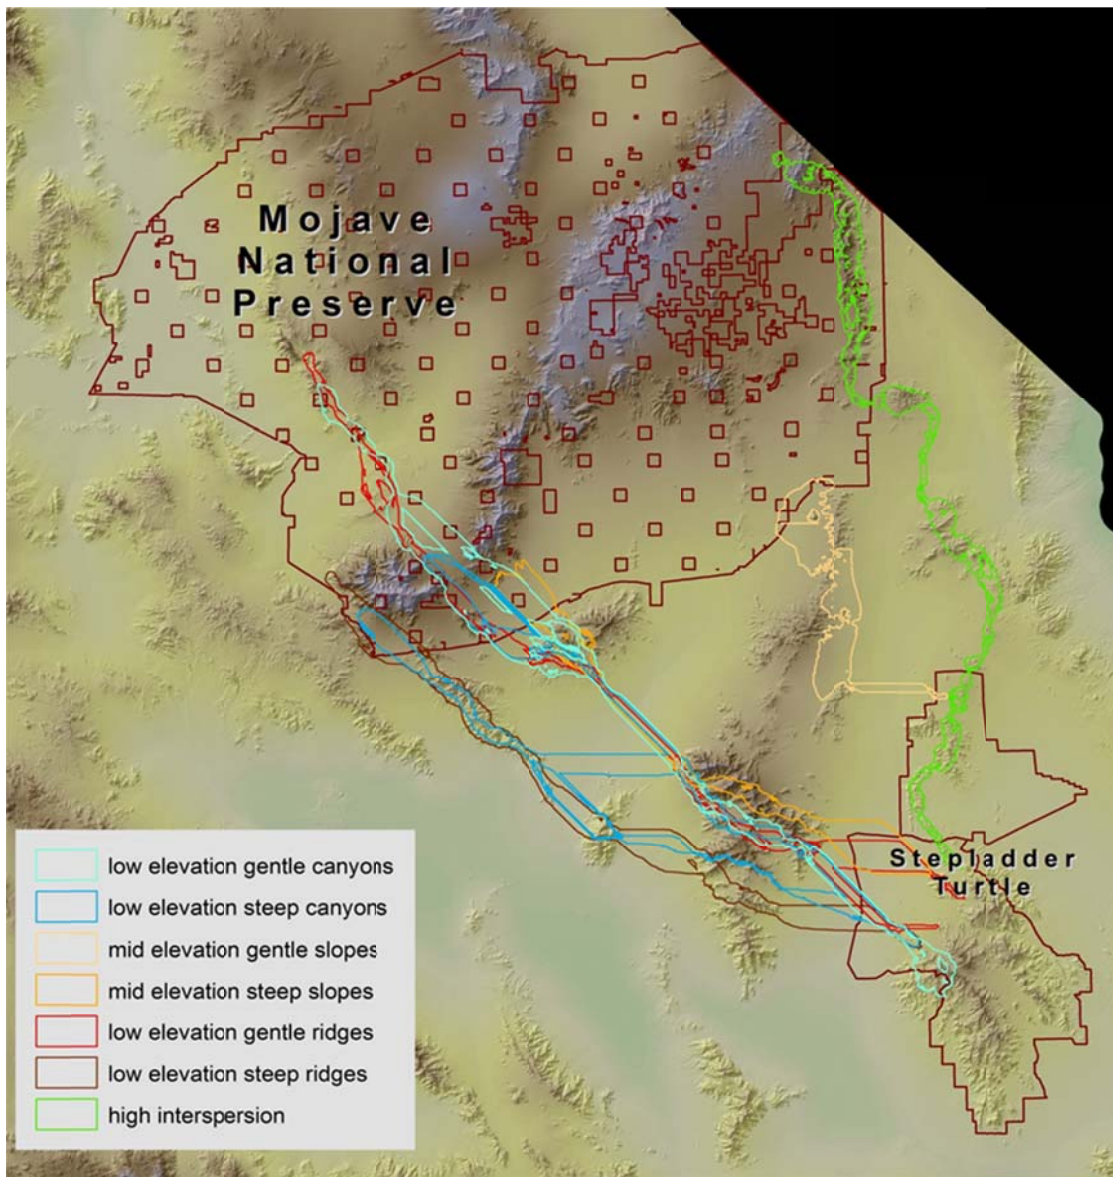 Mojave
National
Preserve
Stepladder
Turtle
low elevation gentle canyons
low elevation steep canyons
mid elevation gentle slopes
mid elevation steep slopes
low elevation gentle ridges
low elevation steep ridges
high interspersion